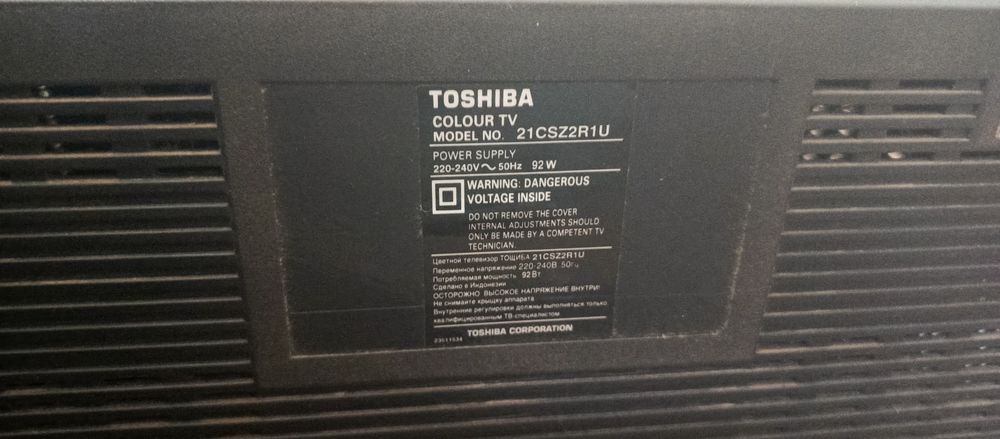 TOSHIBA
COLOUR TV
MODEL NO. 21CSZ2R1U
POWER SUPPLY
220-240V～50Hz 92W
WARNING: DANGEROUS
VOLTAGE INSIDE
DO NOT REMOVE THE COVER
INTERNAL ADJUSTMENTS SHOULD
ONLY BE MADE BY A COMPETENT TV
TECHNICIAN.
Цветной телевизор ТОШИБА 21CSZ2R1U
Переменное напряжение 220-240В 50Гц
Потребляемая мощность 92Вт
Сделано в Индонезии
ОСТОРОЖНО ВЫСОКОЕ НАПРЯЖЕНИЕ ВНУТРИ!
Не снимайте крышку аппарата
Внутренние регулировки должны выполняться только
квалифицированным ТВ-специалистом
TOSHIBA CORPORATION
23511534